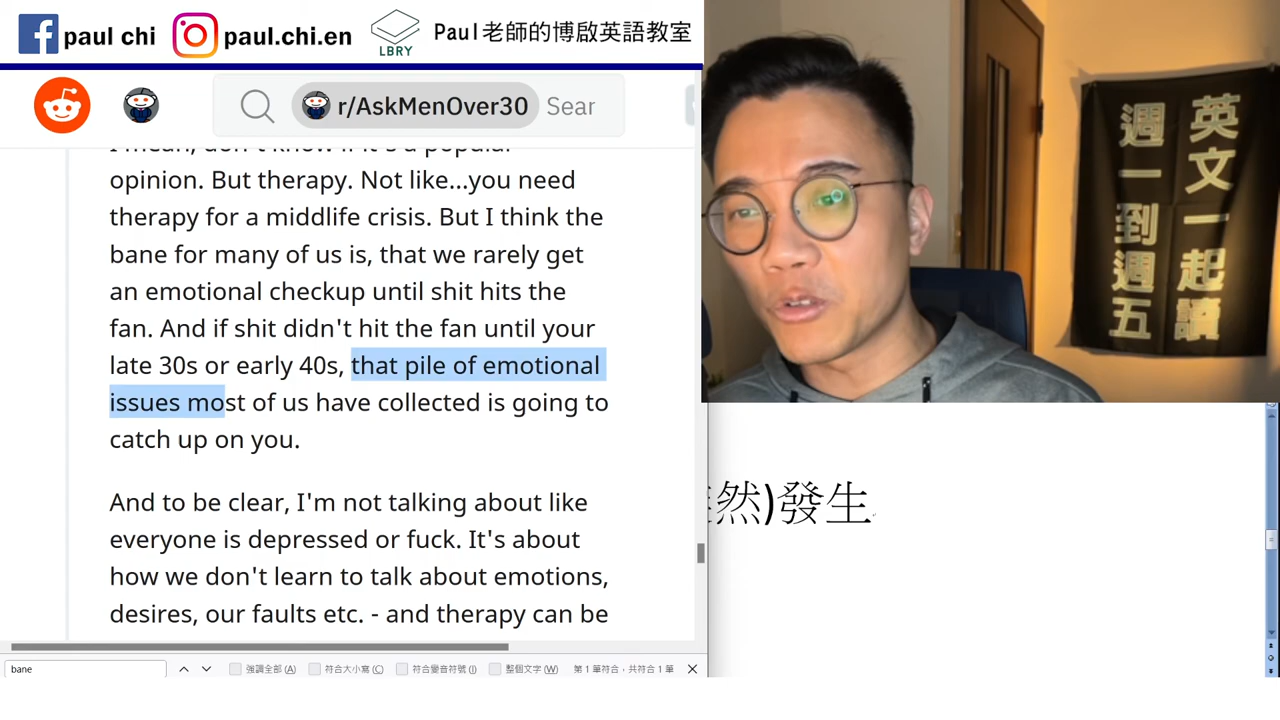 paul chi
paul.chi.en
LBRY
Paul老師的博啟英語教室
r/AskMenOver30 Sear
I mean, don't know if it's a popular
opinion. But therapy. Not like...you need
therapy for a middlife crisis. But I think the
bane for many of us is, that we rarely get
an emotional checkup until shit hits the
fan. And if shit didn't hit the fan until your
late 30s or early 40s, that pile of emotional
issues most of us have collected is going to
catch up on you.
And to be clear, I'm not talking about like
everyone is depressed or fuck. It's about
how we don't learn to talk about emotions,
desires, our faults etc. - and therapy can be
bane
強調全部 (A)
符合大小寫 (C)
符合變音符號 (I)
整個文字 (W)
第 1 筆符合，共符合 1 筆
英文一起讀
週一到週五
然)發生